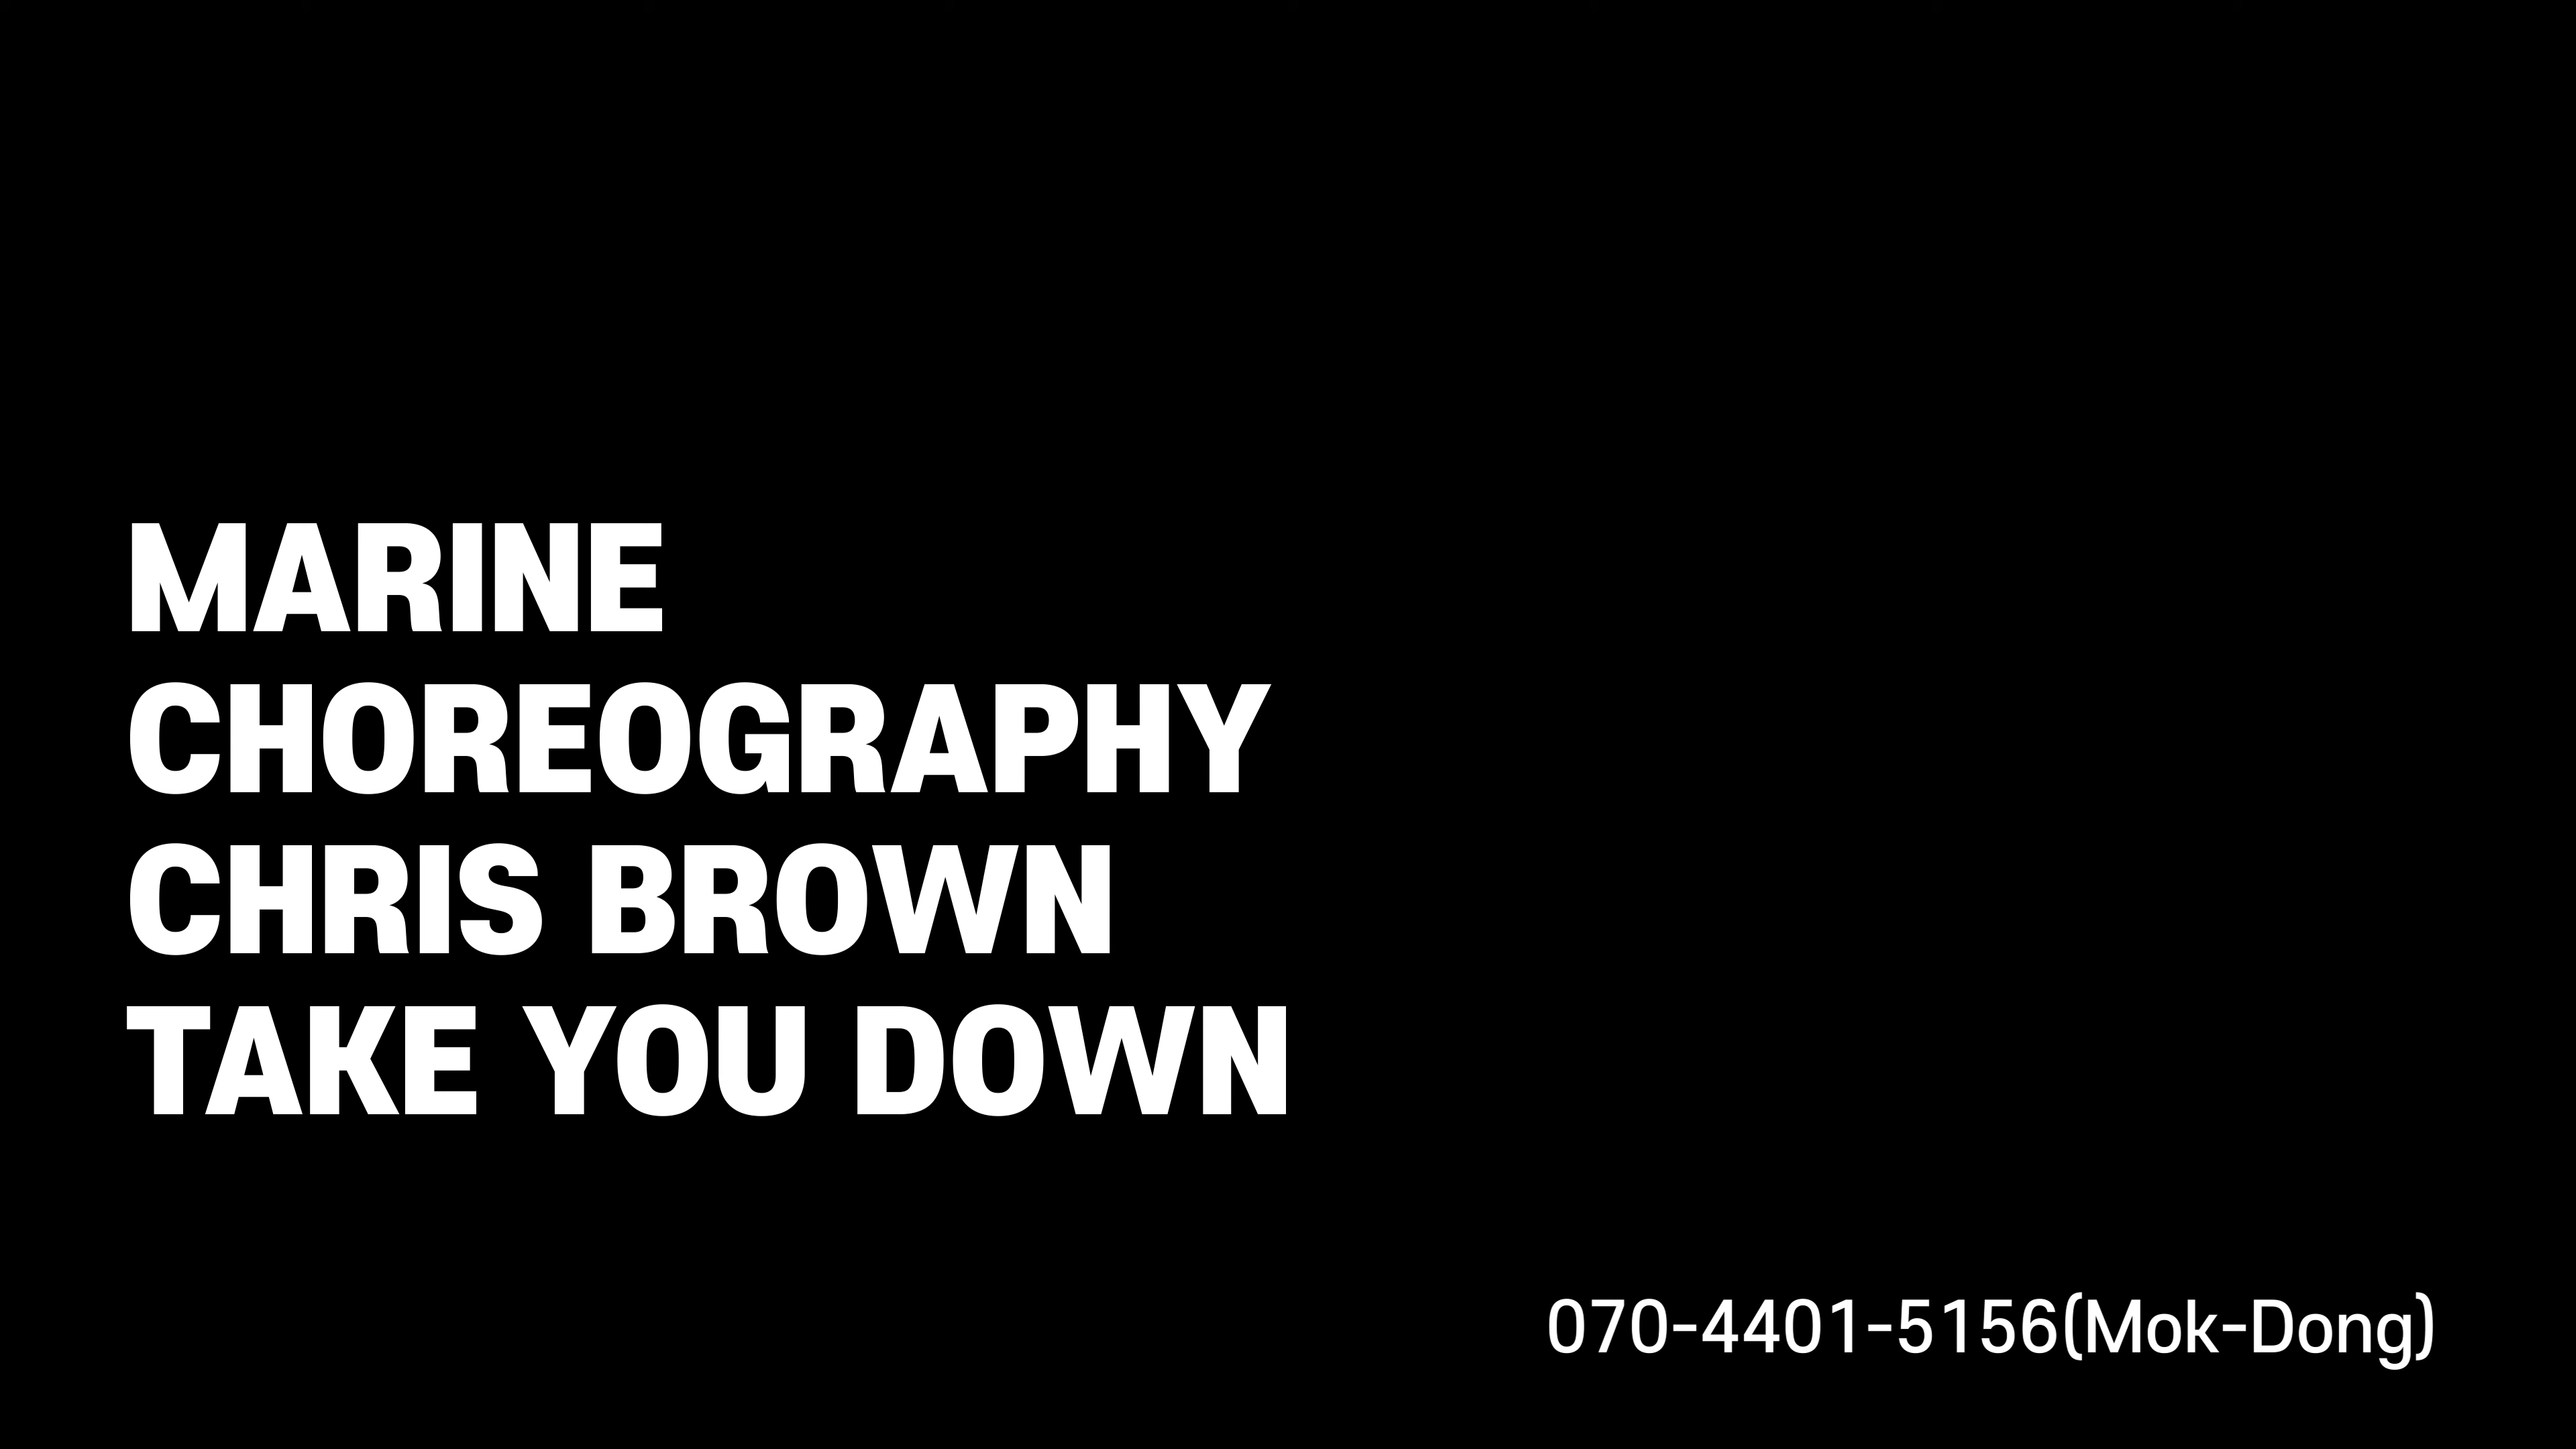 MARINE
CHOREOGRAPHY
CHRIS BROWN
TAKE YOU DOWN
070-4401-5156(Mok-Dong)